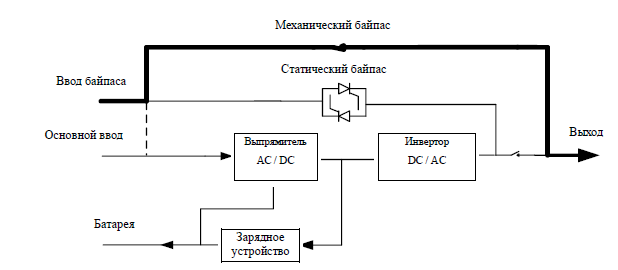 Механический байпас
Статический байпас
Ввод байпаса
Основной ввод
Выпрямитель
AC / DC
Инвертор
DC / AC
Выход
Батарея
Зарядное
устройство